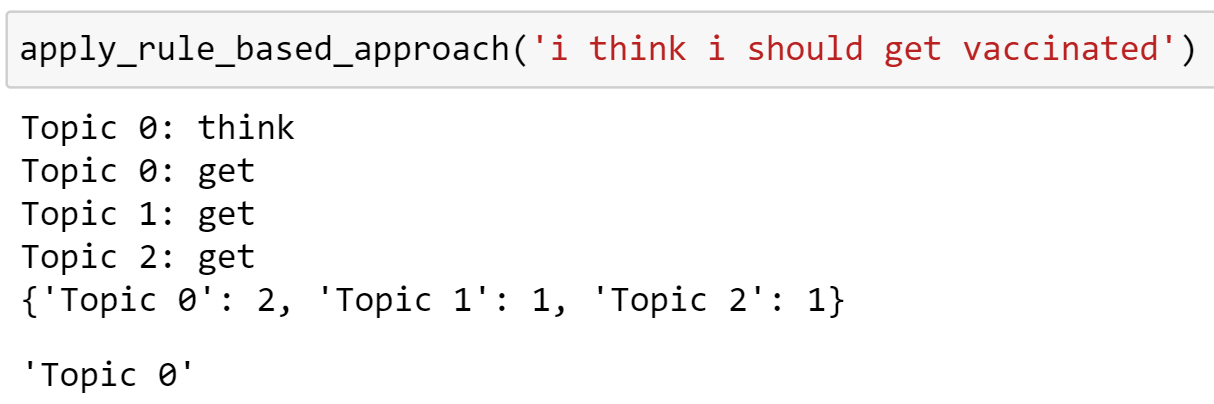 apply_rule_based_approach('i think i should get vaccinated')
Topic 0: think
Topic 0: get
Topic 1: get
Topic 2: get
{'Topic 0': 2, 'Topic 1': 1, 'Topic 2': 1}
'Topic 0'